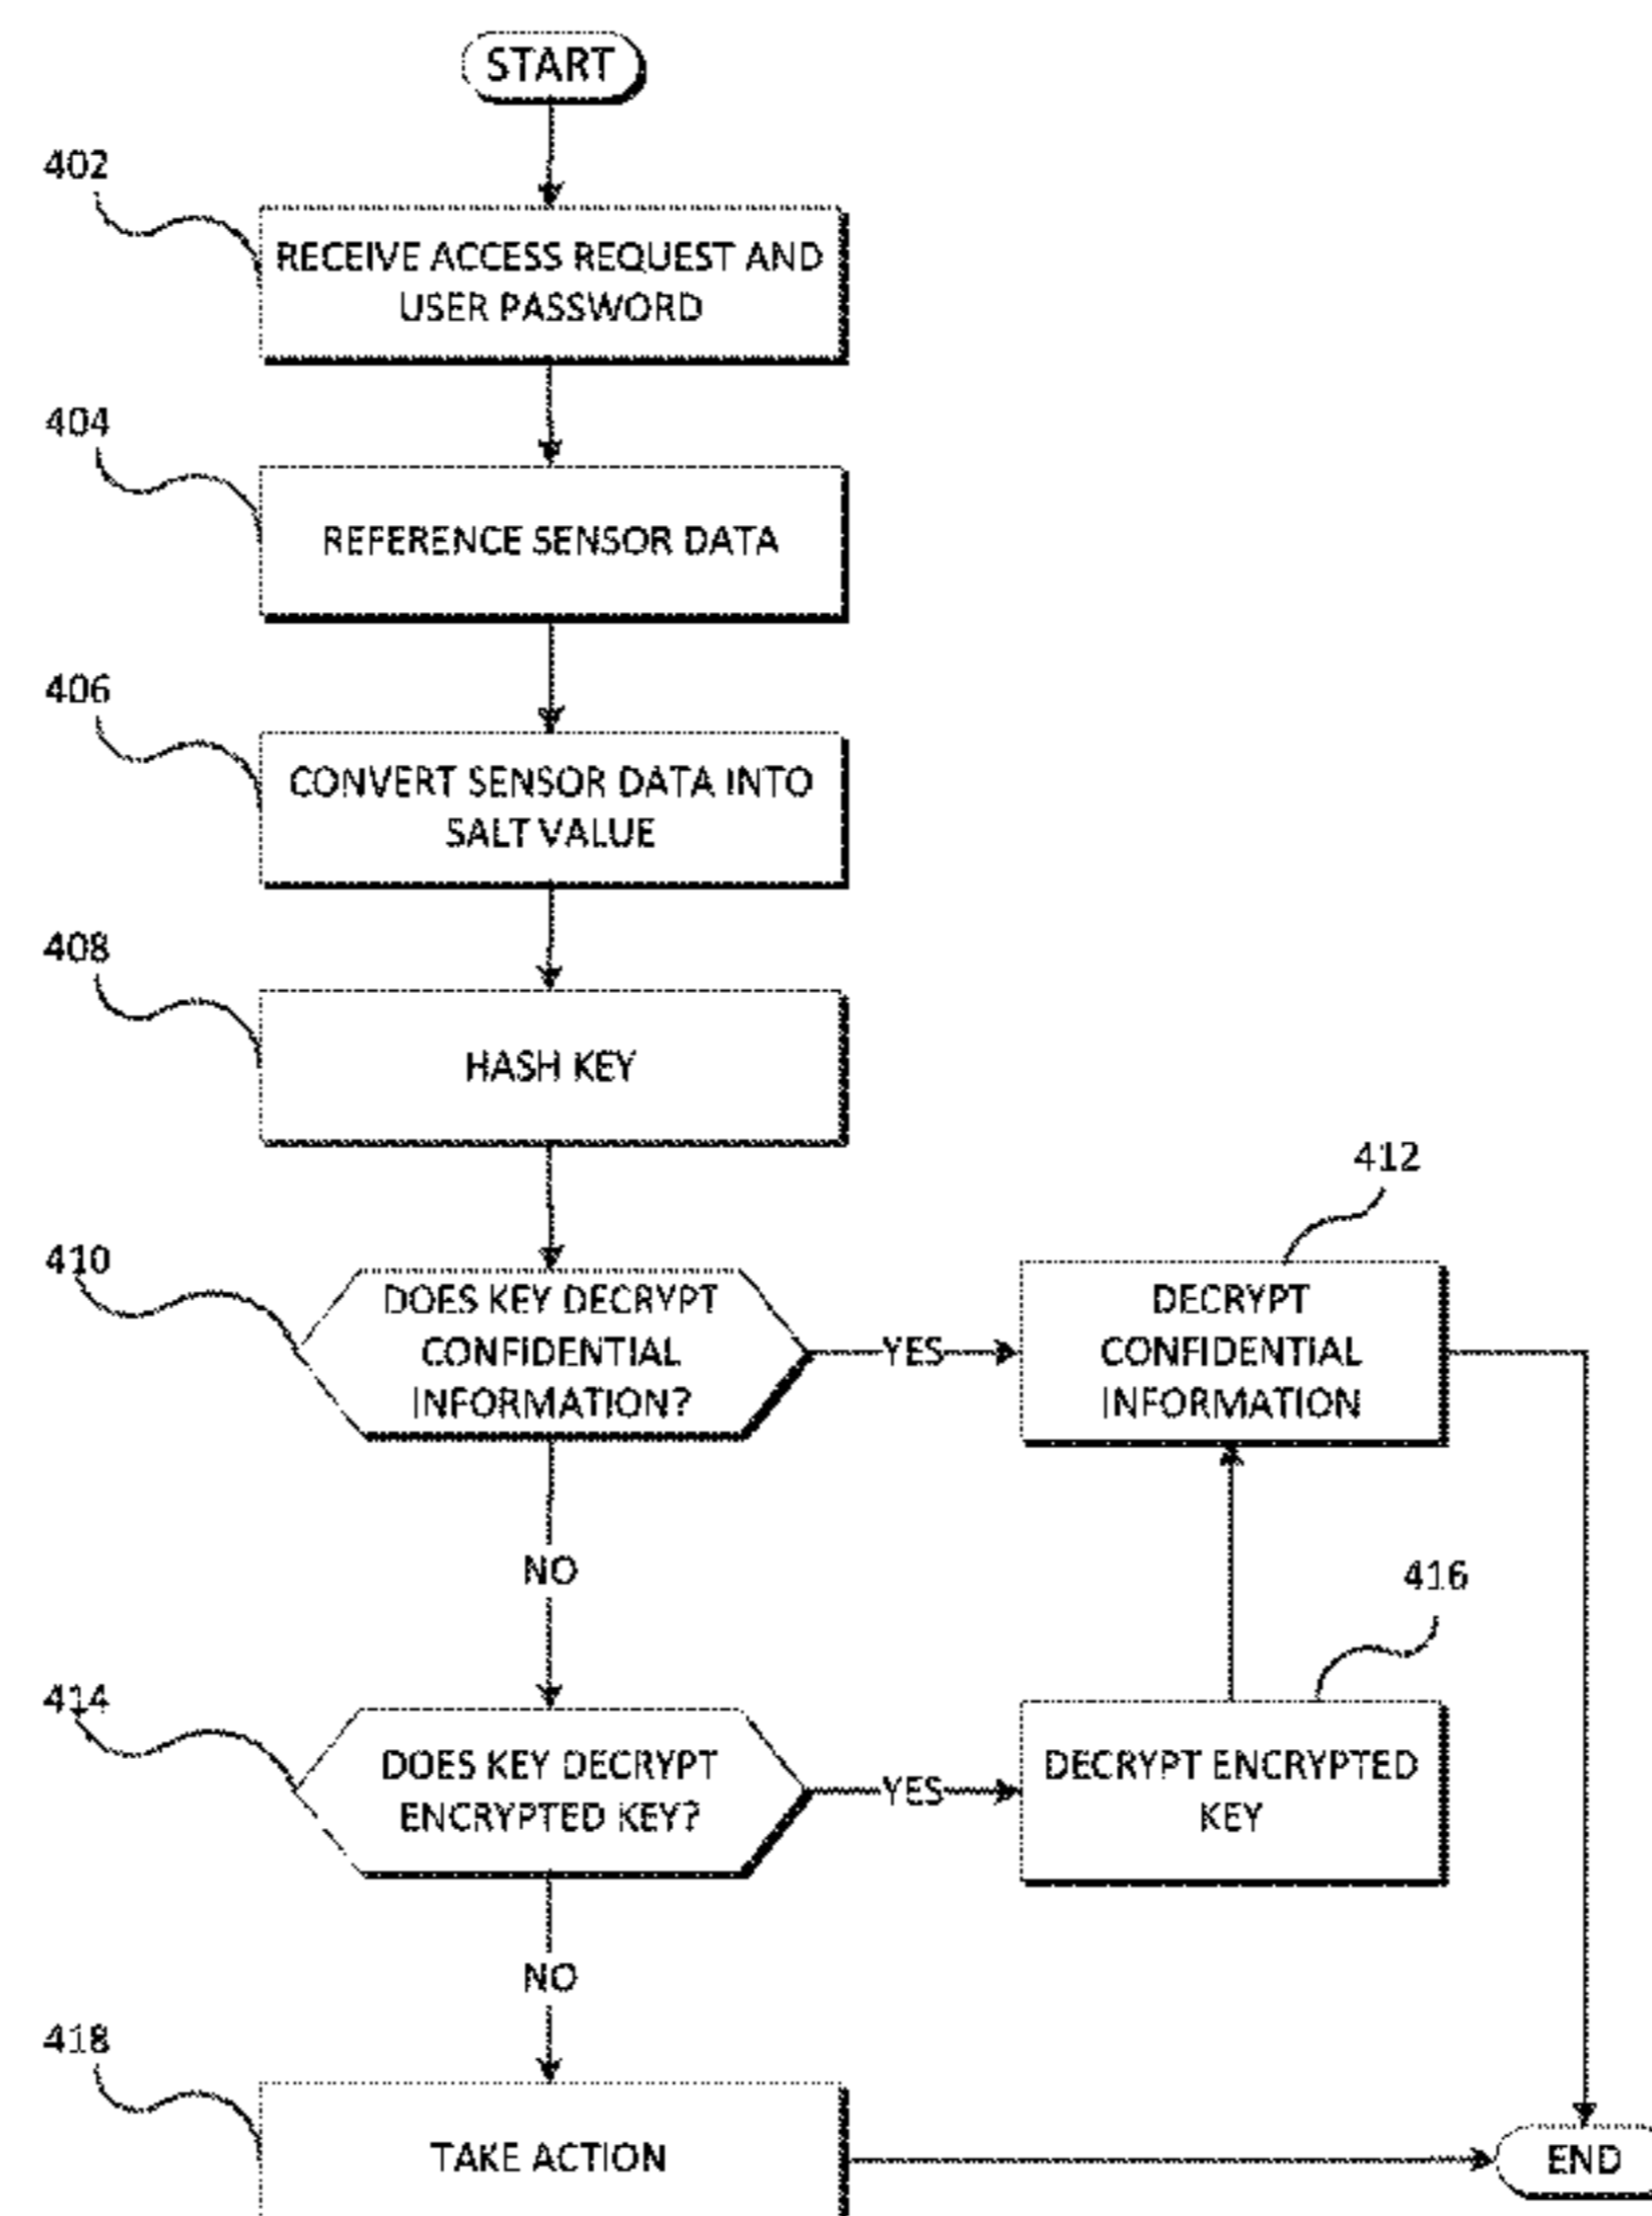 START
402
RECEIVE ACCESS REQUEST AND
USER PASSWORD
404
REFERENCE SENSOR DATA
406
CONVERT SENSOR DATA INTO
SALT VALUE
408
HASH KEY
410
DOES KEY DECRYPT
CONFIDENTIAL
INFORMATION?
YES
412
DECRYPT
CONFIDENTIAL
INFORMATION
NO
414
DOES KEY DECRYPT
ENCRYPTED KEY?
YES
416
DECRYPT ENCRYPTED
KEY
NO
418
TAKE ACTION
END